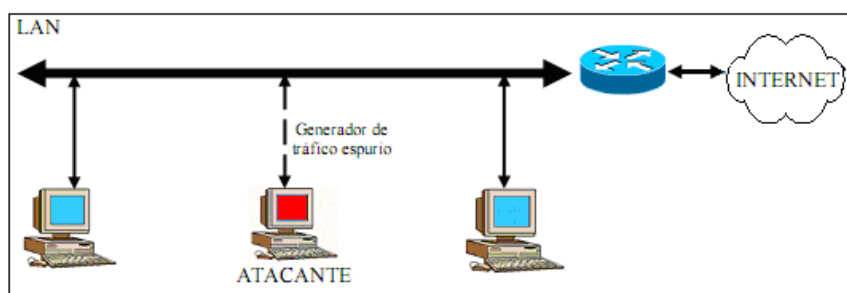 LAN
INTERNET
Generador de
tráfico espurio
ATACANTE